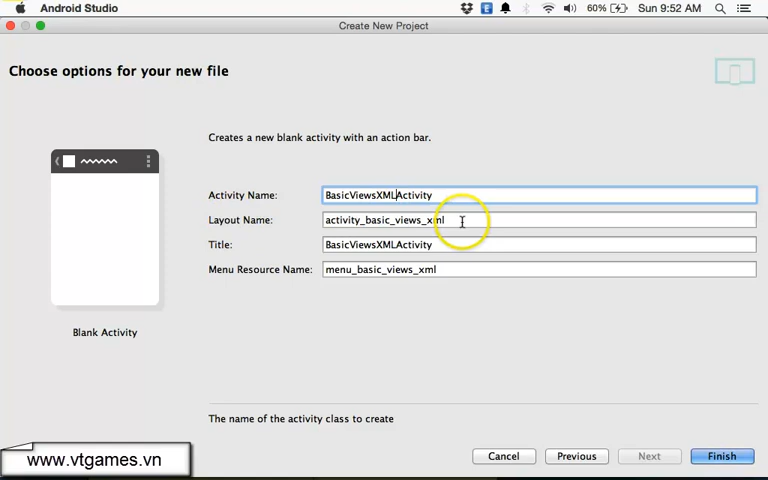 Android Studio
60%
Sun 9:52 AM
Create New Project
Choose options for your new file
Creates a new blank activity with an action bar.
Activity Name:
BasicViewsXMLActivity
Layout Name:
activity_basic_views_xml
Title:
BasicViewsXMLActivity
Menu Resource Name:
menu_basic_views_xml
Blank Activity
The name of the activity class to create
Cancel
Previous
Next
Finish
www.vtgames.vn